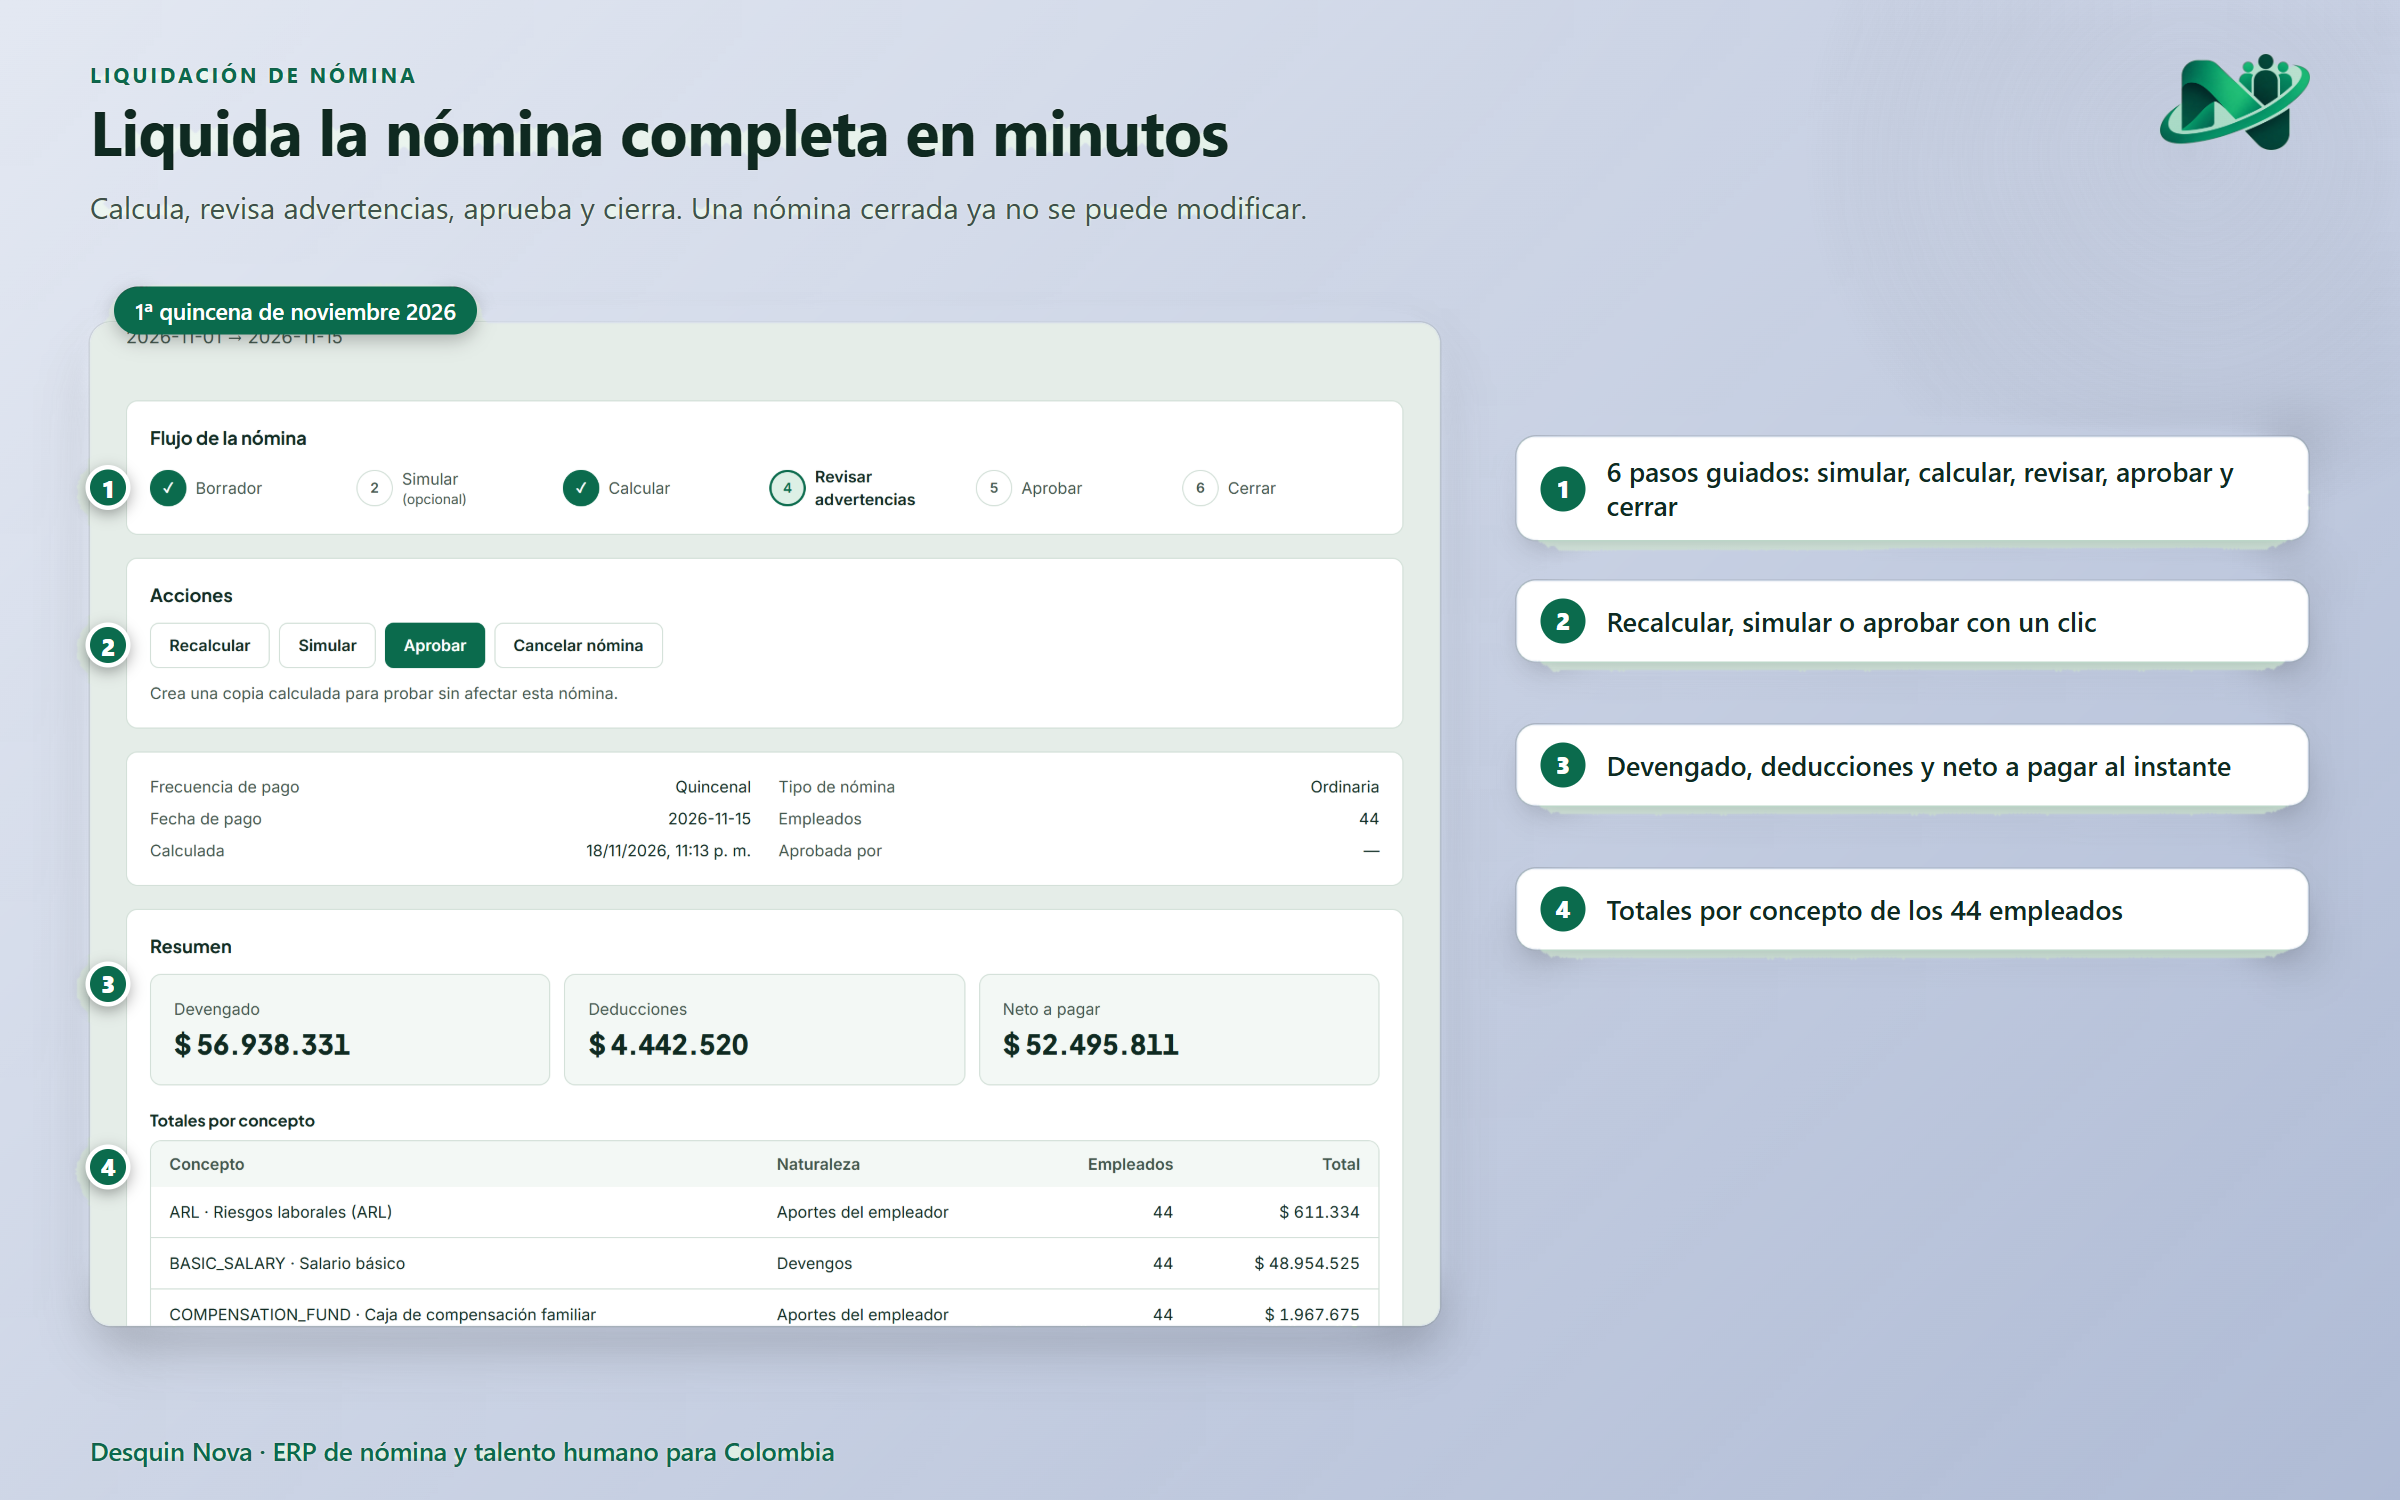 LIQUIDACIÓN DE NÓMINA
Liquida la nómina completa en minutos
Calcula, revisa advertencias, aprueba y cierra. Una nómina cerrada ya no se puede modificar.
1ª quincena de noviembre 2026
2026-11-01 → 2026-11-15
Flujo de la nómina
1
✓ Borrador
2 Simular
(opcional)
✓ Calcular
4 Revisar
advertencias
5 Aprobar
6 Cerrar
Acciones
2
Recalcular Simular Aprobar Cancelar nómina
Crea una copia calculada para probar sin afectar esta nómina.
Frecuencia de pago Quincenal Tipo de nómina Ordinaria
Fecha de pago 2026-11-15 Empleados 44
Calculada 18/11/2026, 11:13 p. m. Aprobada por —
Resumen
3
Devengado
$ 56.938.331
Deducciones
$ 4.442.520
Neto a pagar
$ 52.495.811
Totales por concepto
4
Concepto Naturaleza Empleados Total
ARL · Riesgos laborales (ARL) Aportes del empleador 44 $ 611.334
BASIC_SALARY · Salario básico Devengos 44 $ 48.954.525
COMPENSATION_FUND · Caja de compensación familiar Aportes del empleador 44 $ 1.967.675
1 6 pasos guiados: simular, calcular, revisar, aprobar y
cerrar
2 Recalcular, simular o aprobar con un clic
3 Devengado, deducciones y neto a pagar al instante
4 Totales por concepto de los 44 empleados
Desquin Nova · ERP de nómina y talento humano para Colombia